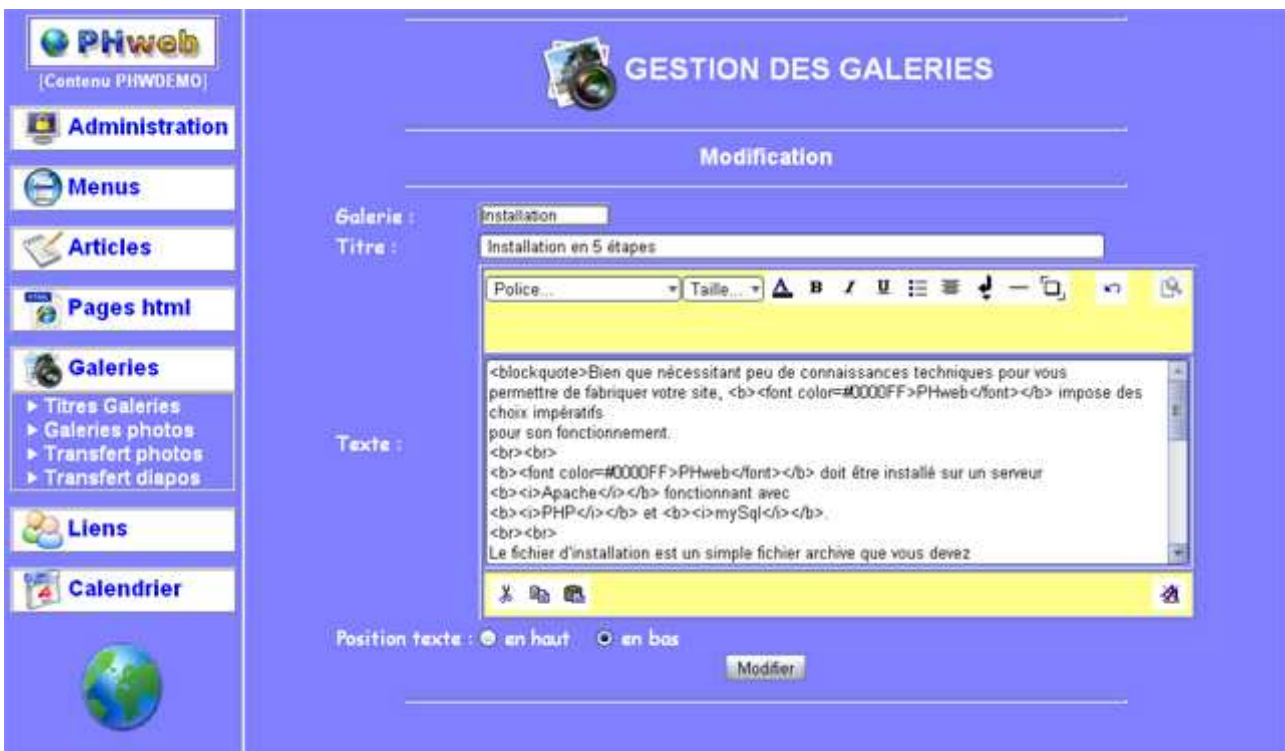 PHweb
[Contenu PHWDEMO]
Administration
Menus
Articles
Pages html
Galeries
Titres Galeries
Galeries photos
Transfert photos
Transfert diapos
Liens
Calendrier
GESTION DES GALERIES
Modification
Galerie : Installation
Titre : Installation en 5 étapes
Police... Taille... A B I U
Texte :
<blockquote>Bien que nécessitant peu de connaissances techniques pour vous
permettre de fabriquer votre site, <b><font color=#0000FF>PHweb</font></b> impose des
choix impératifs
pour son fonctionnement.
<br><br>
<b><font color=#0000FF>PHweb</font></b> doit être installé sur un serveur
<b><i>Apache</i></b> fonctionnant avec
<b><i>PHP</i></b> et <b><i>mySql</i></b>.
<br><br>
Le fichier d'installation est un simple fichier archive que vous devez
Position texte : en haut en bas
Modifier